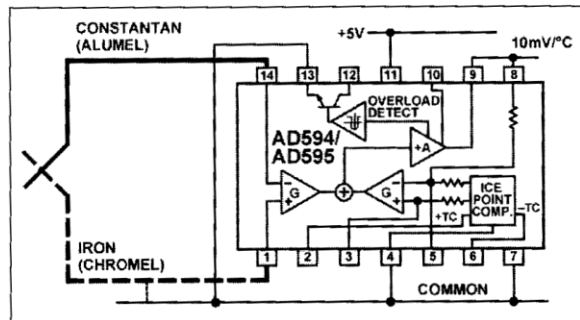 CONSTANTAN
(ALUMEL)
+5V
10mV/°C
14
13
12
11
10
9
8
OVERLOAD
DETECT
AD594/
AD595
+A
−
G
+
−
G
+
ICE
POINT
COMP.
+TC
−TC
IRON
(CHROMEL)
1
2
3
4
5
6
7
COMMON